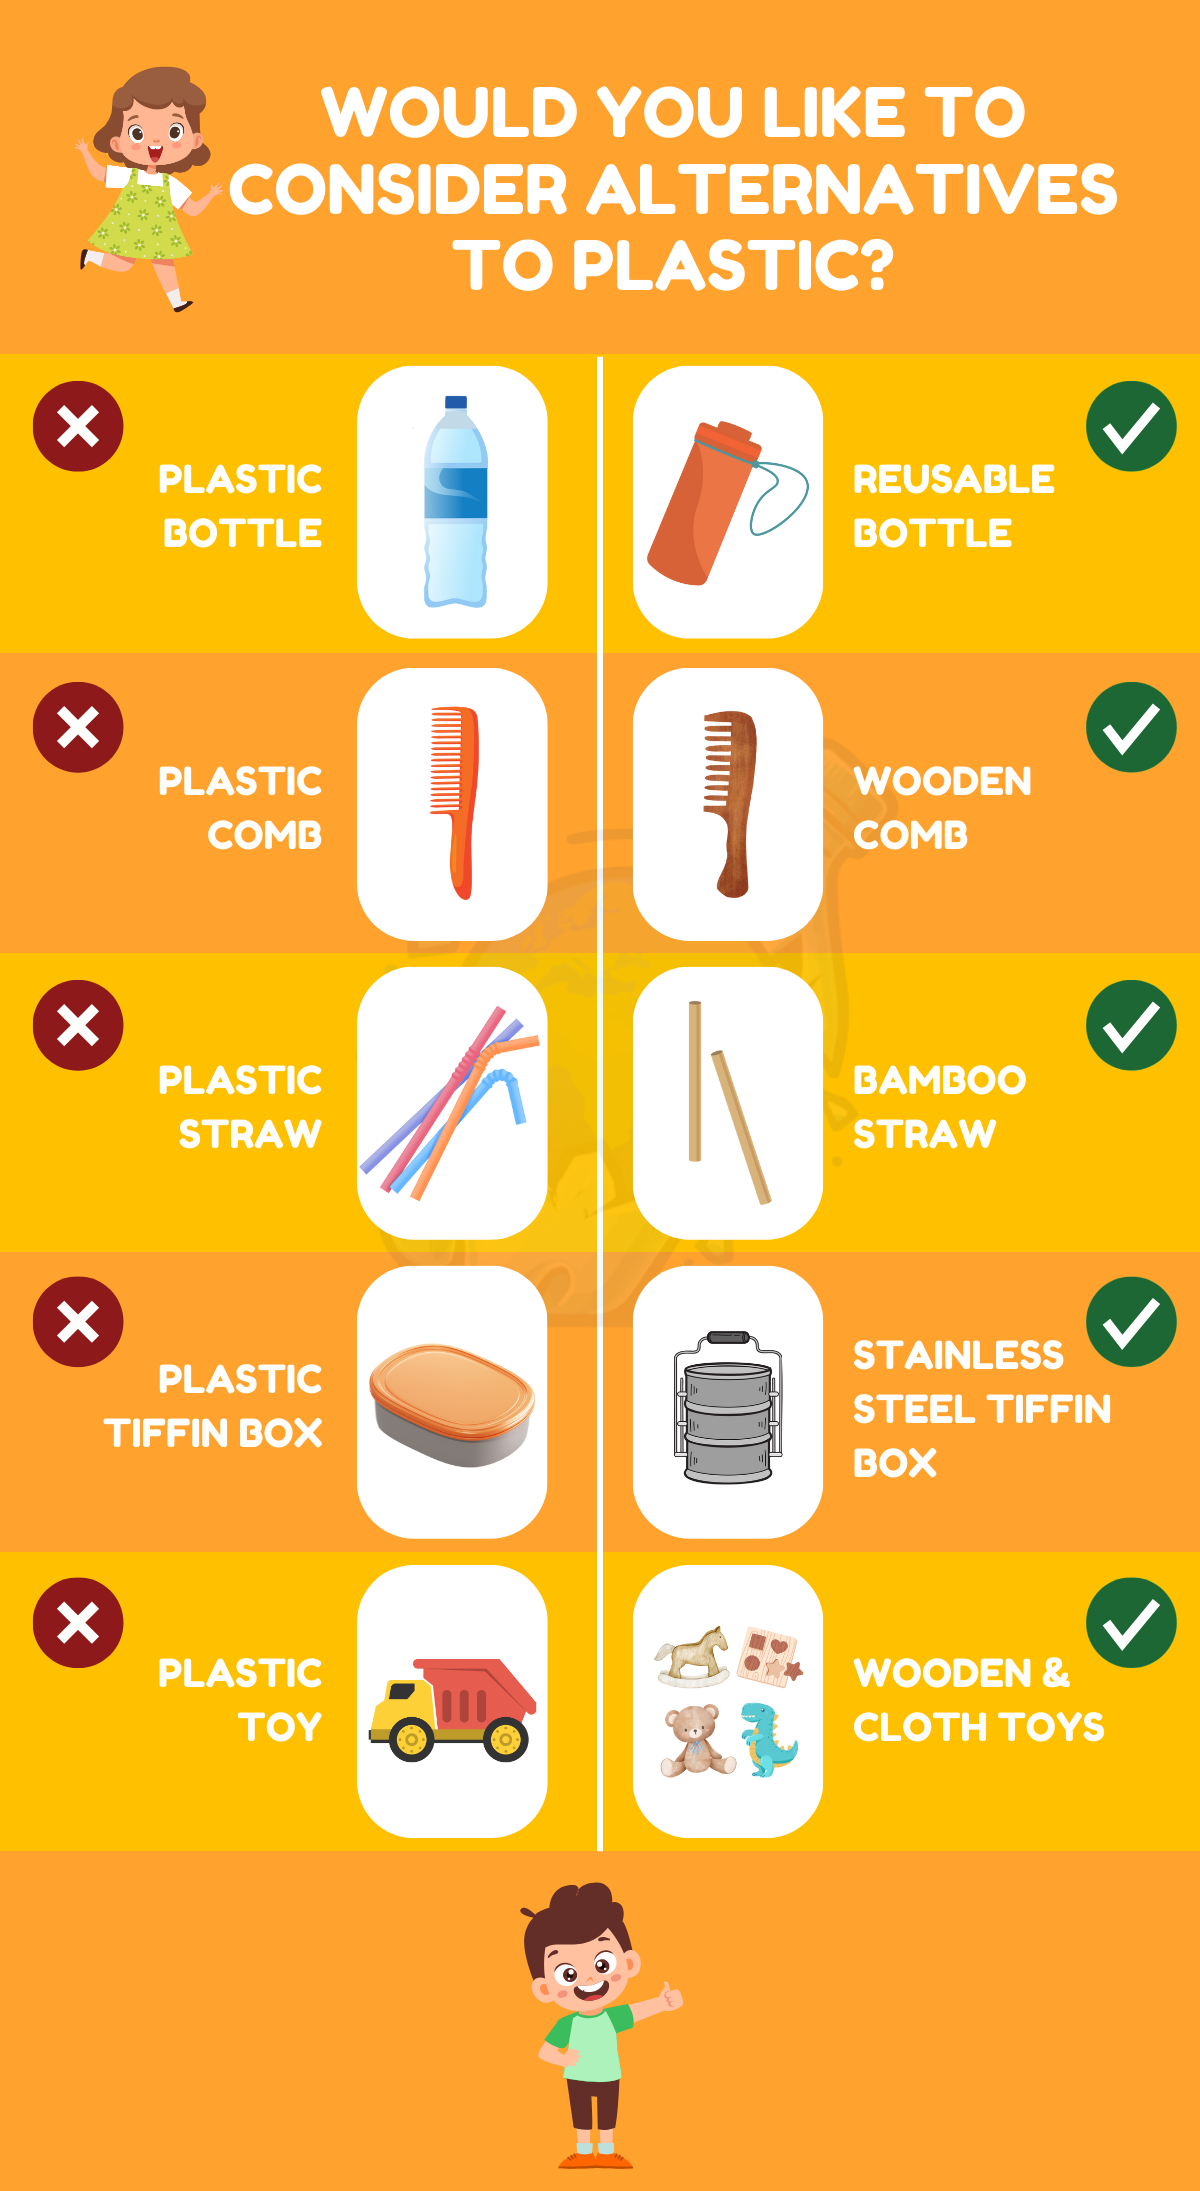 WOULD YOU LIKE TO
CONSIDER ALTERNATIVES
TO PLASTIC?
PLASTIC
BOTTLE
REUSABLE
BOTTLE
PLASTIC
COMB
WOODEN
COMB
PLASTIC
STRAW
BAMBOO
STRAW
PLASTIC
TIFFIN BOX
STAINLESS
STEEL TIFFIN
BOX
PLASTIC
TOY
WOODEN &
CLOTH TOYS